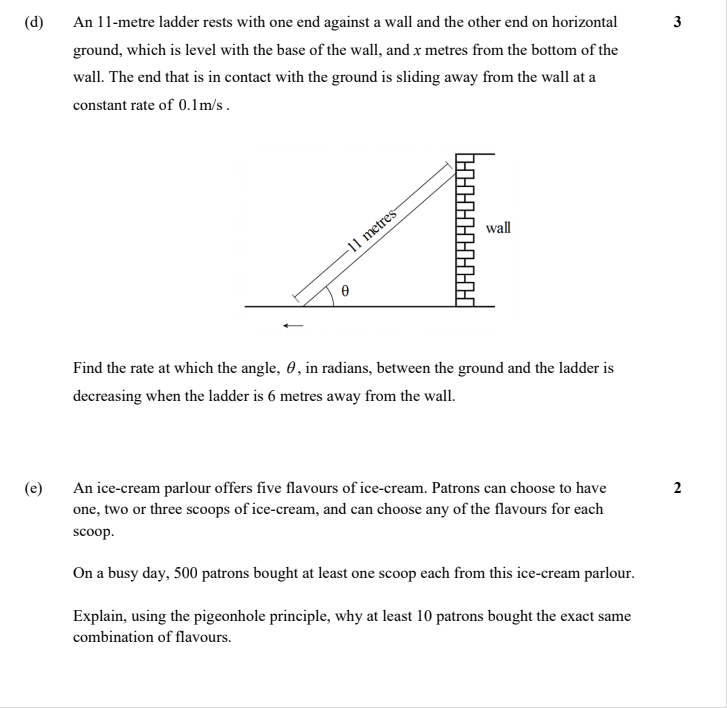 (d) An 11-metre ladder rests with one end against a wall and the other end on horizontal 3
ground, which is level with the base of the wall, and x metres from the bottom of the
wall. The end that is in contact with the ground is sliding away from the wall at a
constant rate of 0.1m/s .
11 metres
wall
θ
Find the rate at which the angle, θ, in radians, between the ground and the ladder is
decreasing when the ladder is 6 metres away from the wall.
(e) An ice-cream parlour offers five flavours of ice-cream. Patrons can choose to have 2
one, two or three scoops of ice-cream, and can choose any of the flavours for each
scoop.
On a busy day, 500 patrons bought at least one scoop each from this ice-cream parlour.
Explain, using the pigeonhole principle, why at least 10 patrons bought the exact same
combination of flavours.